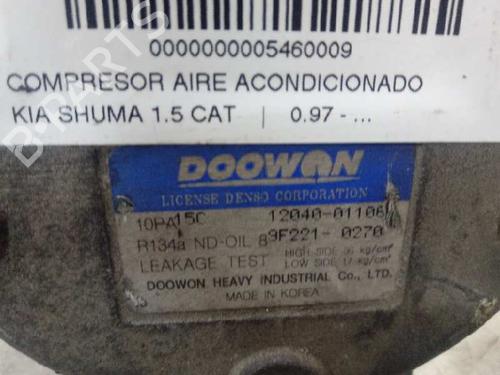 0000000005460009
COMPRESOR AIRE ACONDICIONADO
KIA SHUMA 1.5 CAT | 0.97 - ...
B-PARTS
DOOWON
LICENSE DENSO CORPORATION
10PA15C 12040-01106
R134a ND-OIL 8 9F221-0270
LEAKAGE TEST HIGH SIDE 36 kg/cm² LOW SIDE 17 kg/cm²
DOOWON HEAVY INDUSTRIAL Co., LTD.
MADE IN KOREA